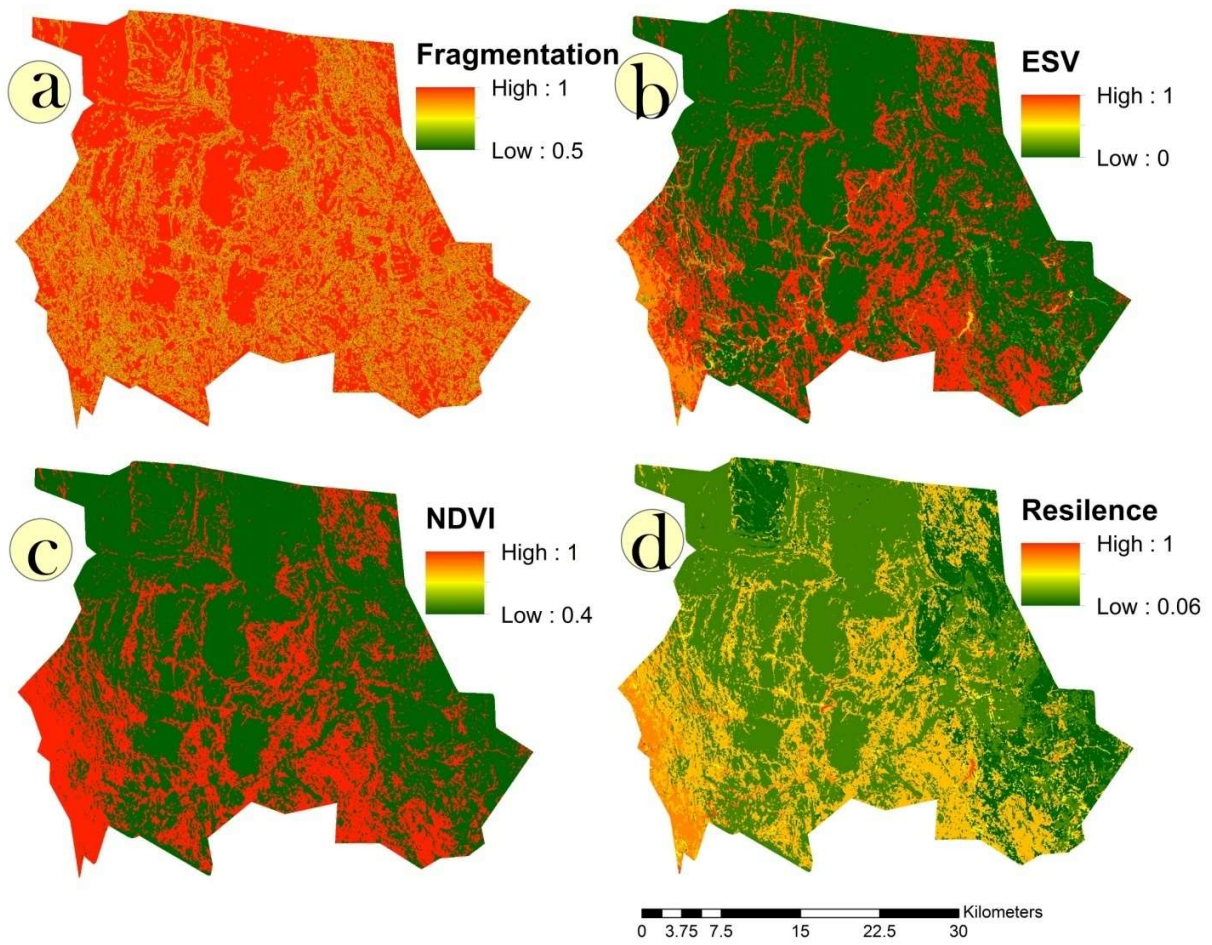 a
Fragmentation
High : 1
Low : 0.5
b
ESV
High : 1
Low : 0
c
NDVI
High : 1
Low : 0.4
d
Resilence
High : 1
Low : 0.06
Kilometers
0 3.75 7.5 15 22.5 30